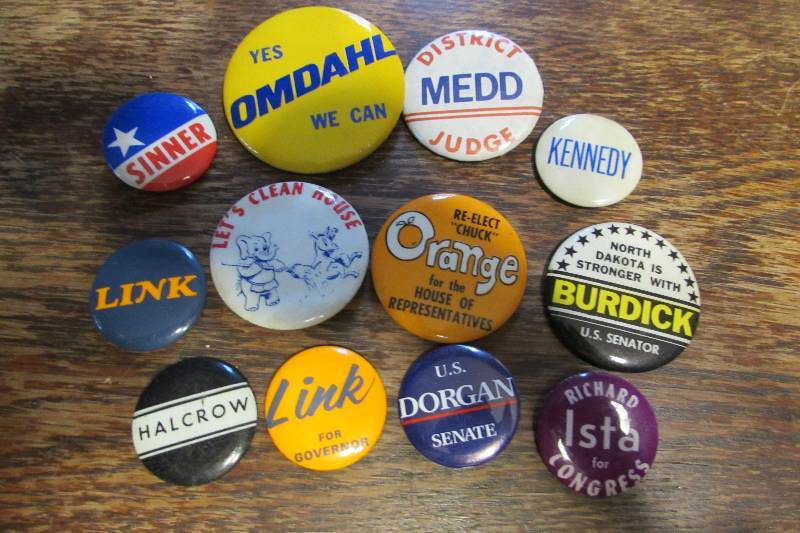 YES
OMDAHL
WE CAN
DISTRICT
MEDD
JUDGE
SINNER
KENNEDY
LET'S CLEAN HOUSE
RE-ELECT
"CHUCK"
Orange
for the
HOUSE OF
REPRESENTATIVES
NORTH
DAKOTA IS
STRONGER WITH
BURDICK
U.S. SENATOR
LINK
HALCROW
Link
FOR
GOVERNOR
U.S.
DORGAN
SENATE
RICHARD
Ista
for
CONGRESS